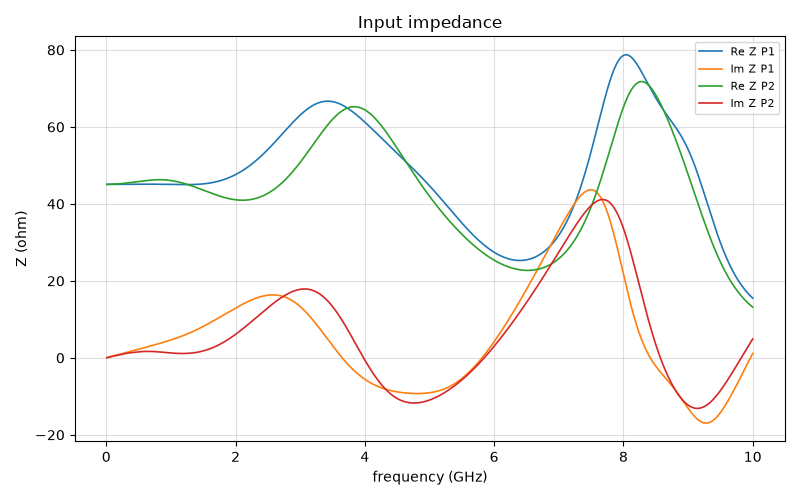 Input impedance
Z (ohm)
80
60
40
20
0
−20
0 2 4 6 8 10
frequency (GHz)
Re Z P1
Im Z P1
Re Z P2
Im Z P2